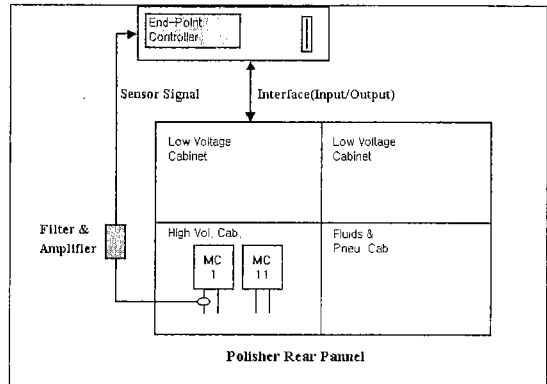 End-Point
Controller
Sensor Signal
Interface(Input/Output)
Low Voltage
Cabinet
Low Voltage
Cabinet
Filter &
Amplifier
High Vol. Cab,
MC
1
MC
11
Fluids &
Pneu Cab
Polisher Rear Pannel